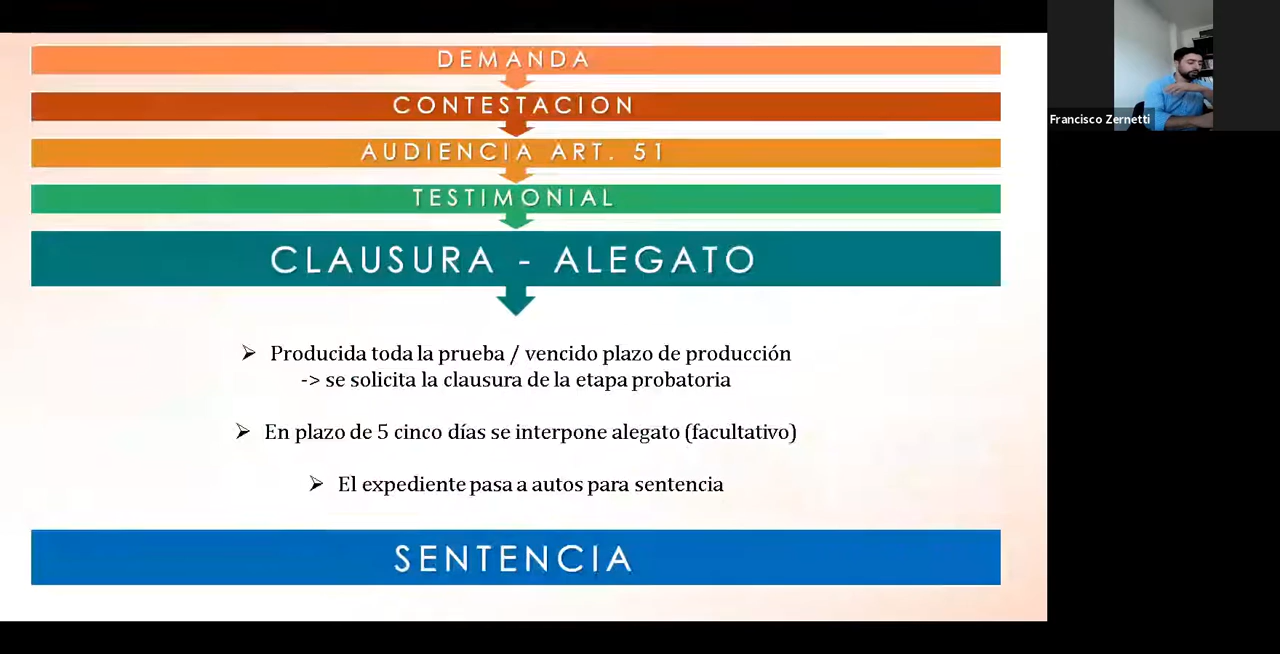 DEMANDA
CONTESTACION
AUDIENCIA ART. 51
TESTIMONIAL
CLAUSURA - ALEGATO
➢ Producida toda la prueba / vencido plazo de producción
-> se solicita la clausura de la etapa probatoria
➢ En plazo de 5 cinco días se interpone alegato (facultativo)
➢ El expediente pasa a autos para sentencia
SENTENCIA
Francisco Zernetti